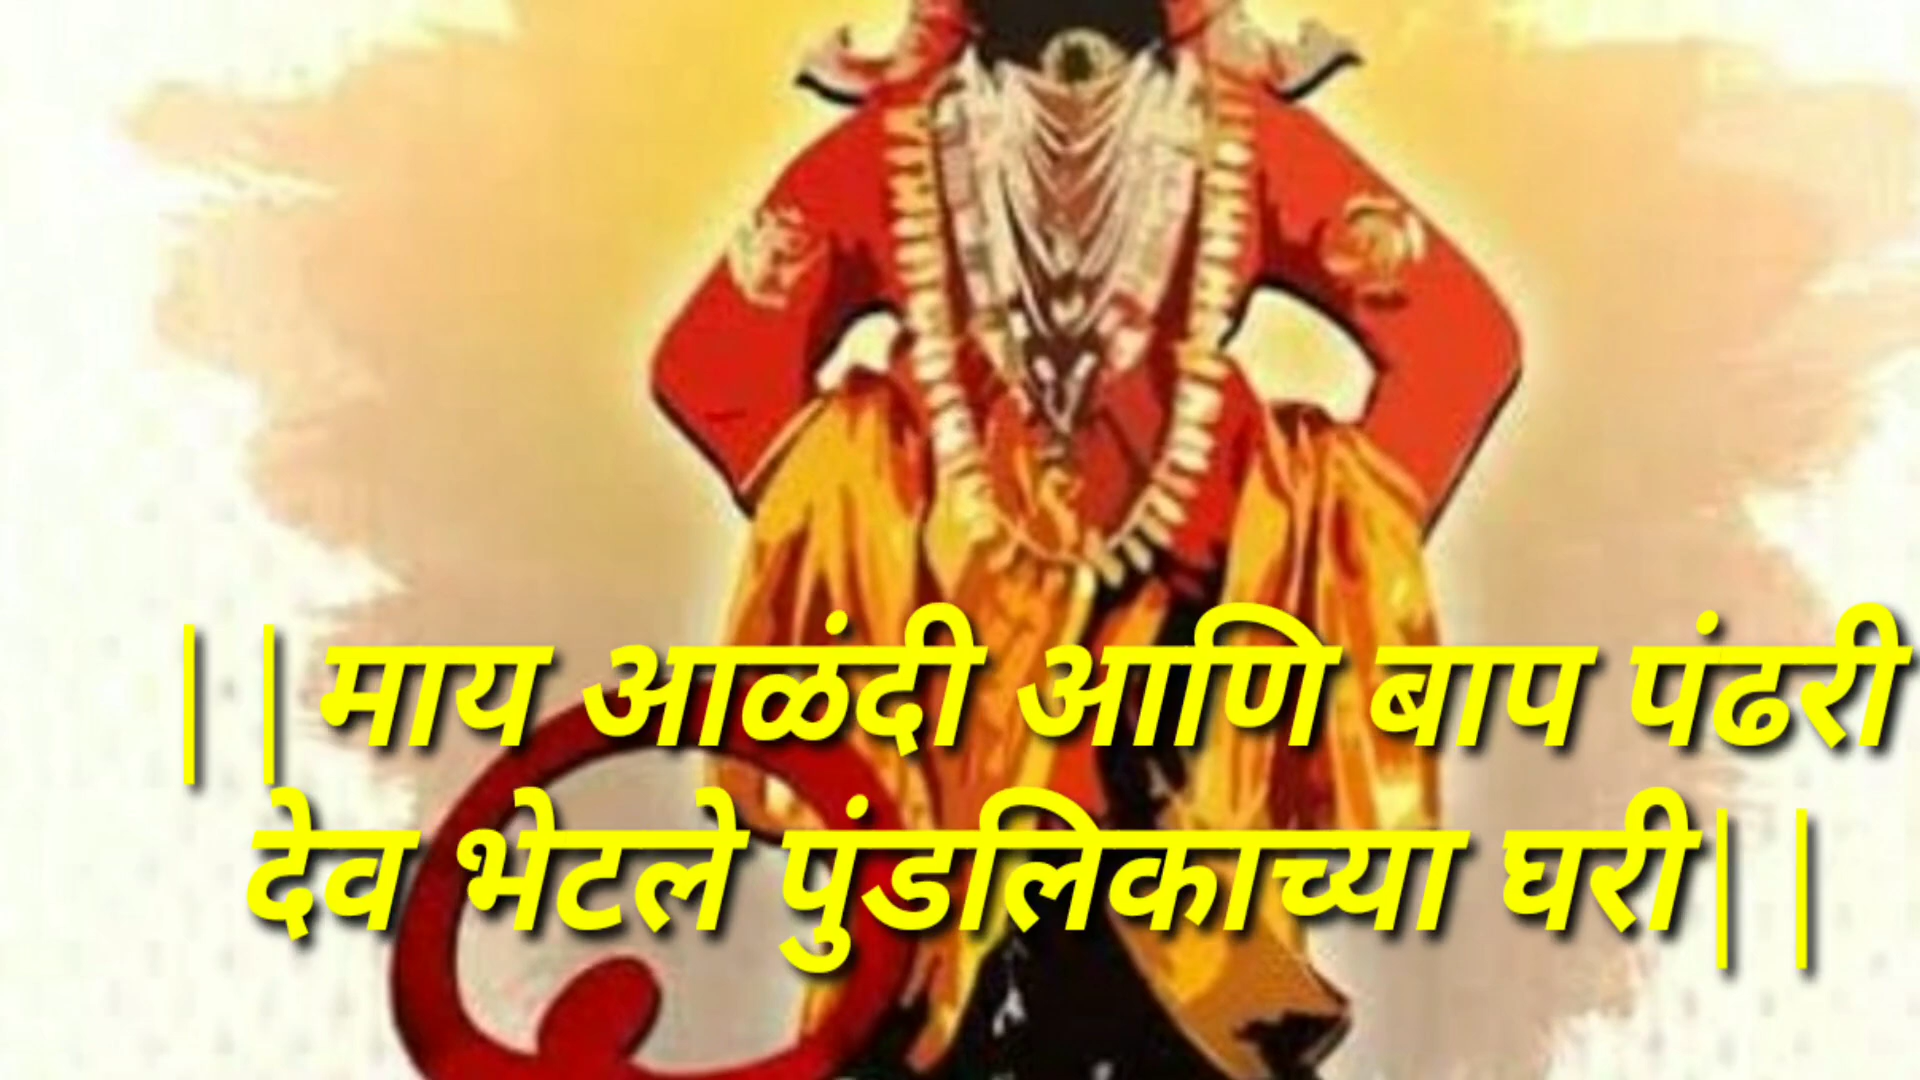 ||माय आळंदी आणि बाप पंढरी
देव भेटले पुंडलिकाच्या घरी||